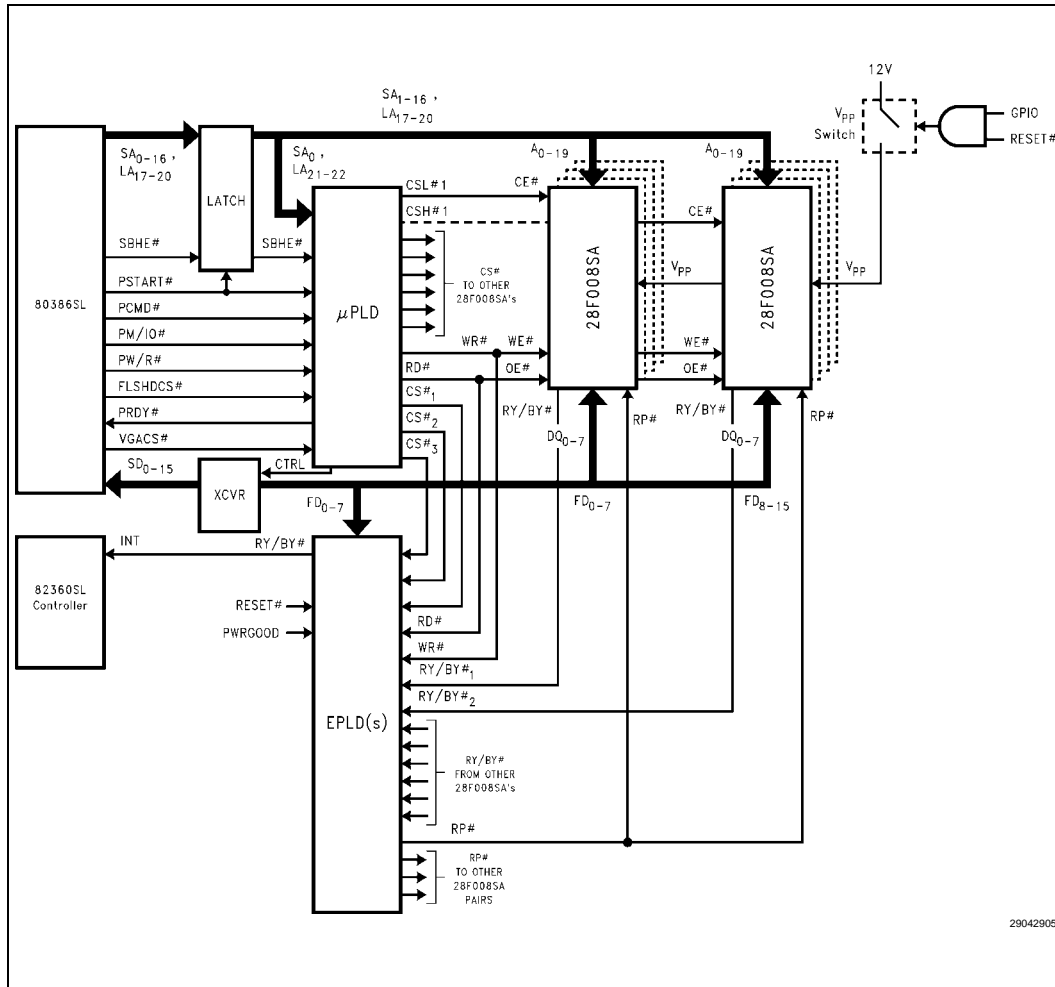 12V
SA1-16 ,
LA17-20
VPP
Switch
GPIO
RESET#
SA0-16 ,
LA17-20
LATCH
SA0 ,
LA21-22
A0-19
A0-19
CSL#1
CE#
CSH#1
CE#
SBHE#
SBHE#
80386SL
PSTART#
μPLD
CS#
TO OTHER
28F008SA's
28F008SA
VPP
28F008SA
VPP
PCMD#
PM/IO#
WR#
WE#
WE#
PW/R#
RD#
OE#
OE#
FLSHDCS#
CS#1
RY/BY#
RP#
RY/BY#
RP#
PRDY#
CS#2
DQ0-7
DQ0-7
VGACS#
CS#3
SD0-15
CTRL
XCVR
FD0-7
FD0-7
FD8-15
INT
RY/BY#
82360SL
Controller
RESET#
PWRGOOD
RD#
WR#
RY/BY#1
RY/BY#2
EPLD(s)
RY/BY#
FROM OTHER
28F008SA's
RP#
RP#
TO OTHER
28F008SA
PAIRS
29042905